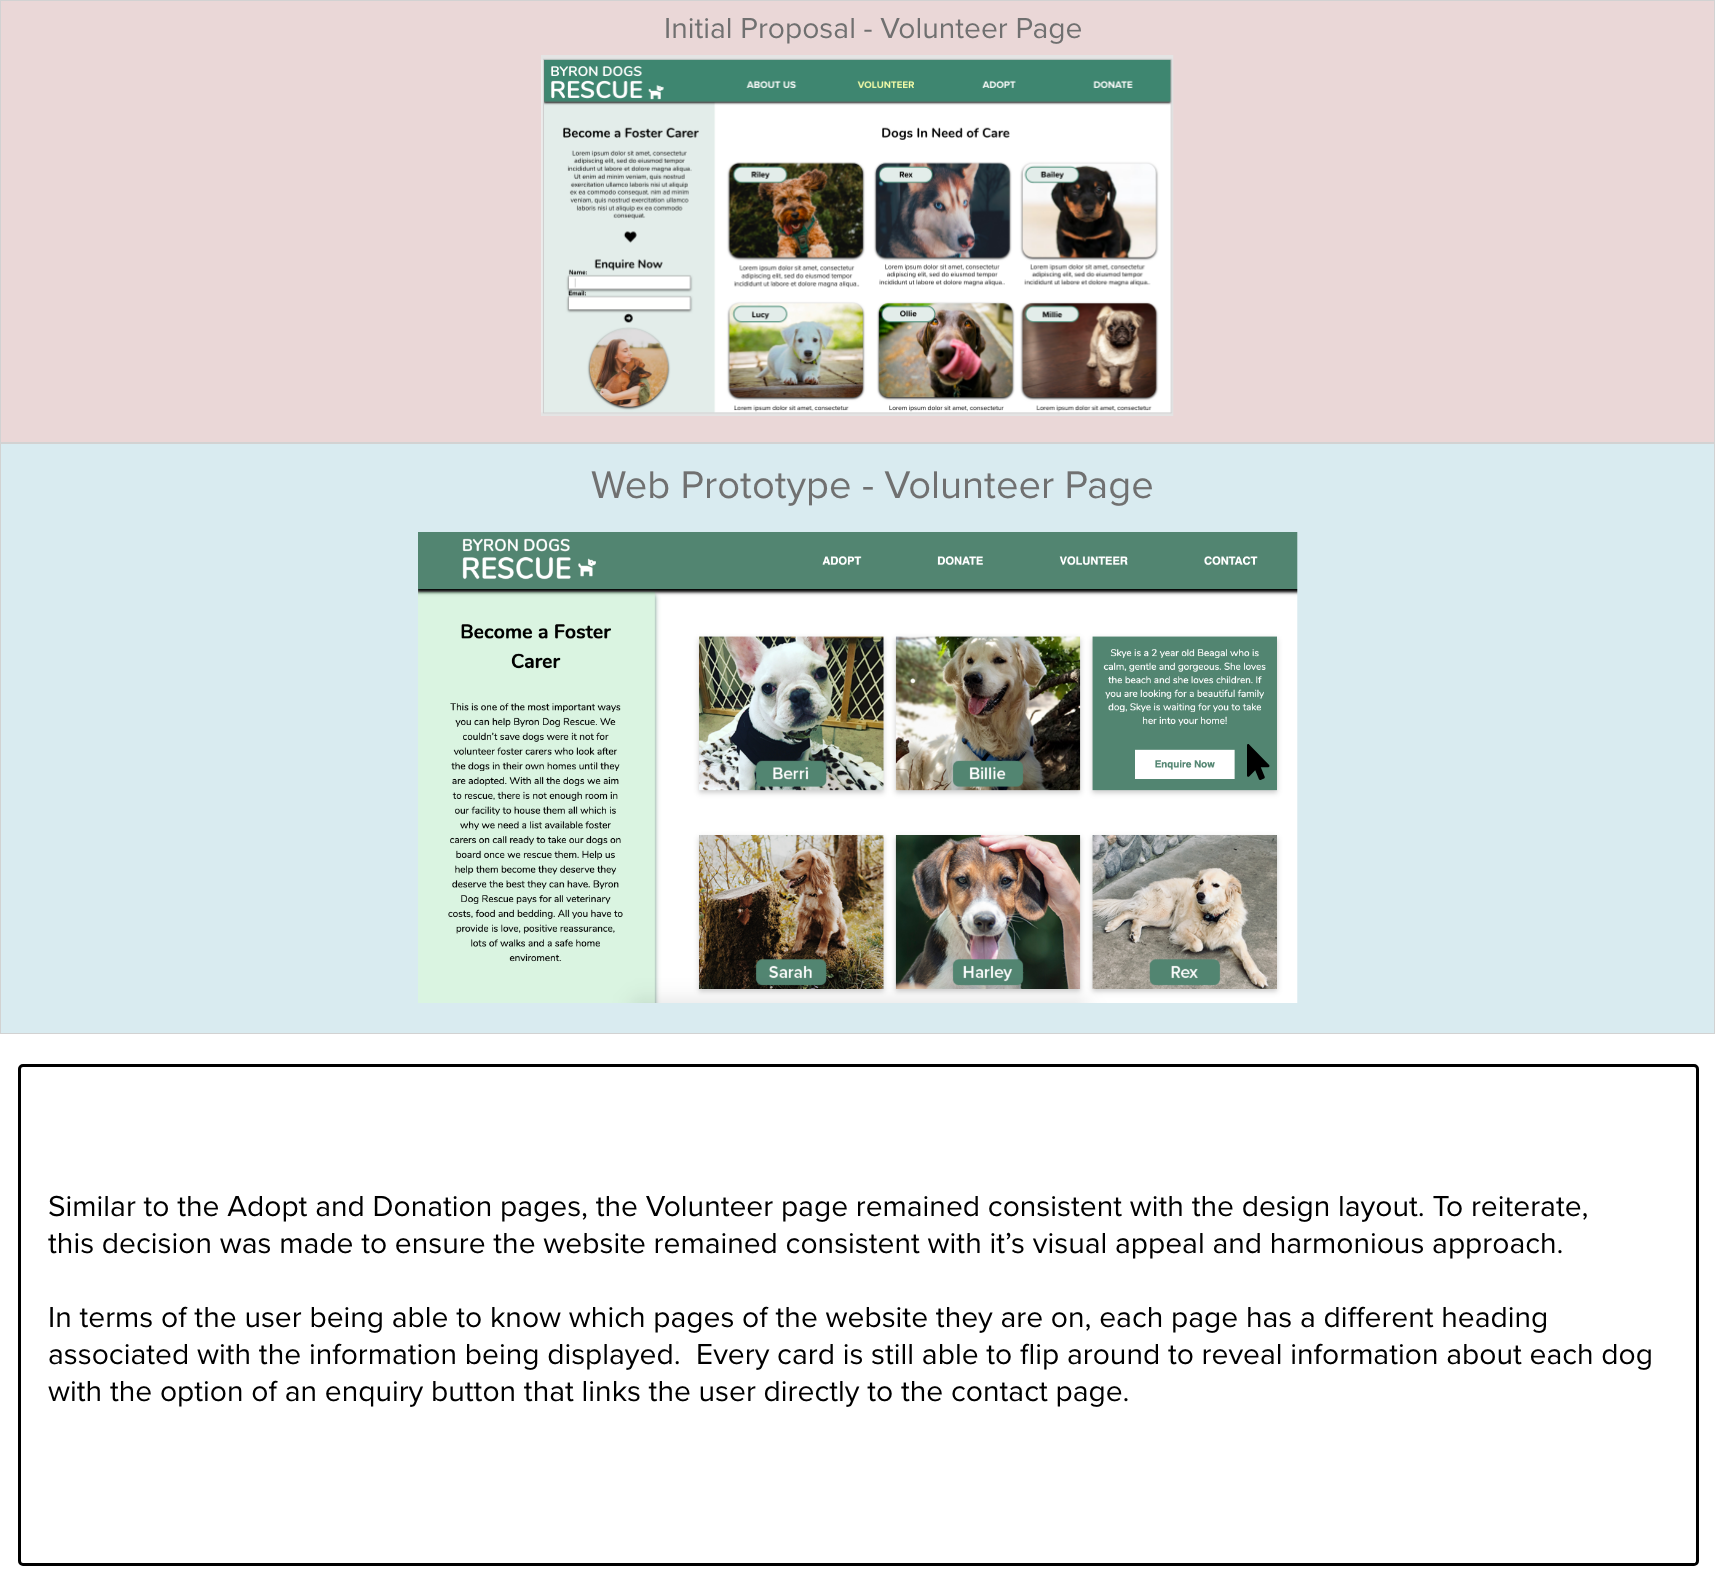 Initial Proposal - Volunteer Page
BYRON DOGS
RESCUE
ABOUT US
VOLUNTEER
ADOPT
DONATE
Become a Foster Carer
Lorem ipsum dolor sit amet, consectetur
adipiscing elit, sed do eiusmod tempor
incididunt ut labore et dolore magna aliqua.
Ut enim ad minim veniam, quis nostrud
exercitation ullamco laboris nisi ut aliquip
ex ea commodo consequat. nim ad minim
veniam, quis nostrud exercitation ullamco
laboris nisi ut aliquip ex ea commodo
consequat.
Enquire Now
Name:
Email:
Dogs In Need of Care
Riley
Rex
Bailey
Lorem ipsum dolor sit amet, consectetur
adipiscing elit, sed do eiusmod tempor
incididunt ut labore et dolore magna aliqua..
Lorem ipsum dolor sit amet, consectetur
adipiscing elit, sed do eiusmod tempor
incididunt ut labore et dolore magna aliqua..
Lorem ipsum dolor sit amet, consectetur
adipiscing elit, sed do eiusmod tempor
incididunt ut labore et dolore magna aliqua..
Lucy
Ollie
Millie
Lorem ipsum dolor sit amet, consectetur
Lorem ipsum dolor sit amet, consectetur
Lorem ipsum dolor sit amet, consectetur
Web Prototype - Volunteer Page
BYRON DOGS
RESCUE
ADOPT
DONATE
VOLUNTEER
CONTACT
Become a Foster
Carer
This is one of the most important ways
you can help Byron Dog Rescue. We
couldn't save dogs were it not for
volunteer foster carers who look after
the dogs in their own homes until they
are adopted. With all the dogs we aim
to rescue, there is not enough room in
our facility to house them all which is
why we need a list available foster
carers on call ready to take our dogs on
board once we rescue them. Help us
help them become they deserve they
deserve the best they can have. Byron
Dog Rescue pays for all veterinary
costs, food and bedding. All you have to
provide is love, positive reassurance,
lots of walks and a safe home
enviroment.
Berri
Billie
Skye is a 2 year old Beagal who is
calm, gentle and gorgeous. She loves
the beach and she loves children. If
you are looking for a beautiful family
dog, Skye is waiting for you to take
her into your home!
Enquire Now
Sarah
Harley
Rex
Similar to the Adopt and Donation pages, the Volunteer page remained consistent with the design layout. To reiterate,
this decision was made to ensure the website remained consistent with it’s visual appeal and harmonious approach.
In terms of the user being able to know which pages of the website they are on, each page has a different heading
associated with the information being displayed.  Every card is still able to flip around to reveal information about each dog
with the option of an enquiry button that links the user directly to the contact page.